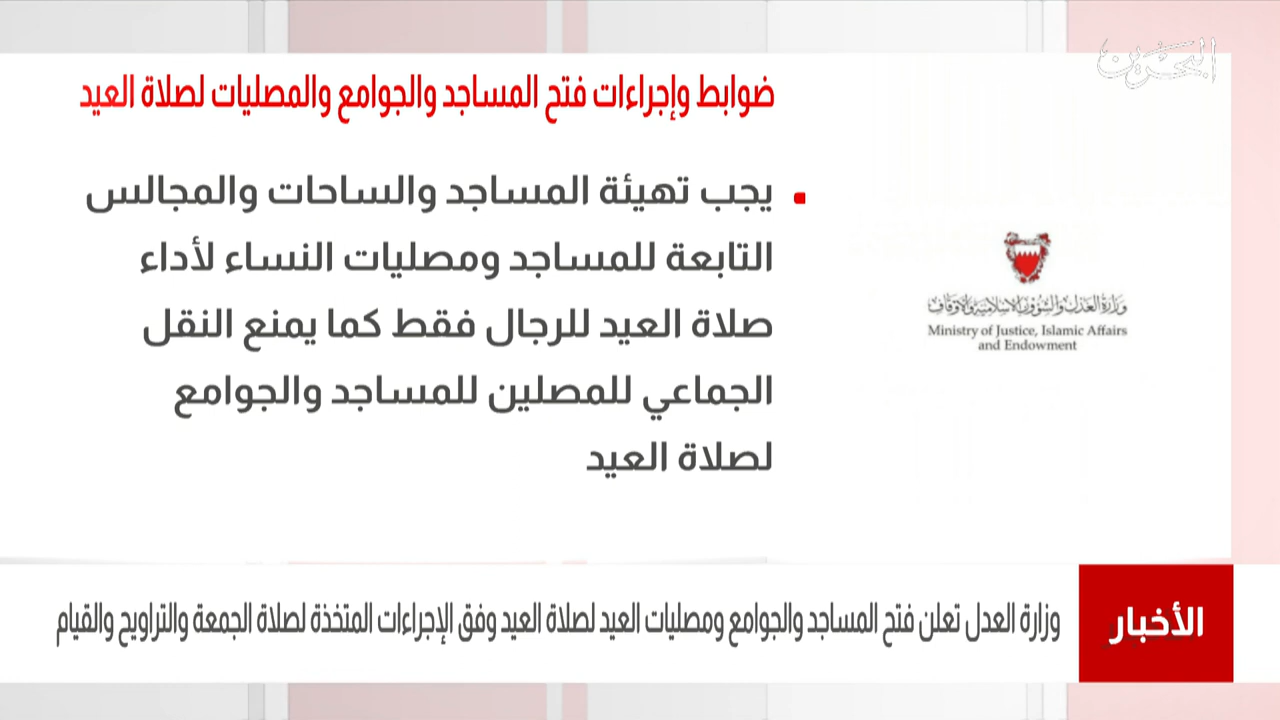 البحرين
ضوابط وإجراءات فتح المساجد والجوامع والمصليات لصلاة العيد
يجب تهيئة المساجد والساحات والمجالس
التابعة للمساجد ومصليات النساء لأداء
صلاة العيد للرجال فقط كما يمنع النقل
الجماعي للمصلين للمساجد والجوامع
لصلاة العيد
وزارة العدل والشؤون الإسلامية والأوقاف
Ministry of Justice, Islamic Affairs
and Endowment
الأخبار
وزارة العدل تعلن فتح المساجد والجوامع ومصليات العيد لصلاة العيد وفق الإجراءات المتخذة لصلاة الجمعة والتراويح والقيام